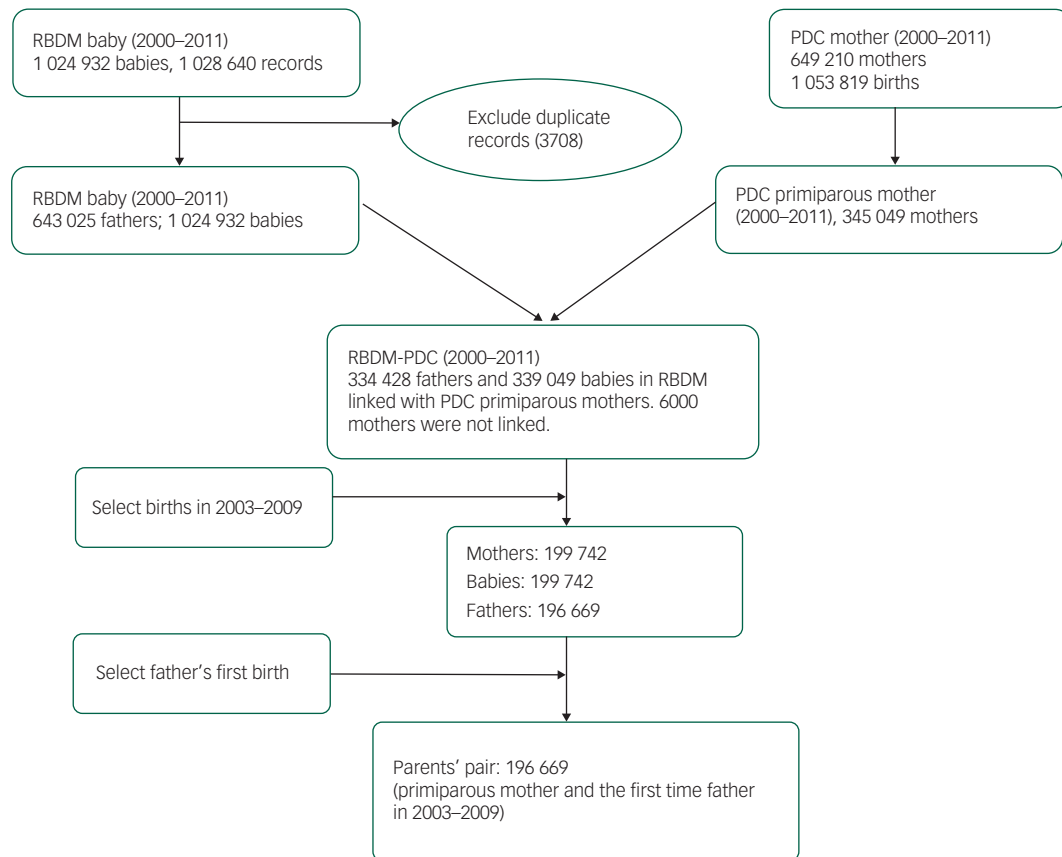 RBDM baby (2000–2011)
1 024 932 babies, 1 028 640 records
PDC mother (2000–2011)
649 210 mothers
1 053 819 births
Exclude duplicate
records (3708)
RBDM baby (2000–2011)
643 025 fathers; 1 024 932 babies
PDC primiparous mother
(2000–2011), 345 049 mothers
RBDM-PDC (2000–2011)
334 428 fathers and 339 049 babies in RBDM
linked with PDC primiparous mothers. 6000
mothers were not linked.
Select births in 2003–2009
Mothers: 199 742
Babies: 199 742
Fathers: 196 669
Select father’s first birth
Parents’ pair: 196 669
(primiparous mother and the first time father
in 2003–2009)